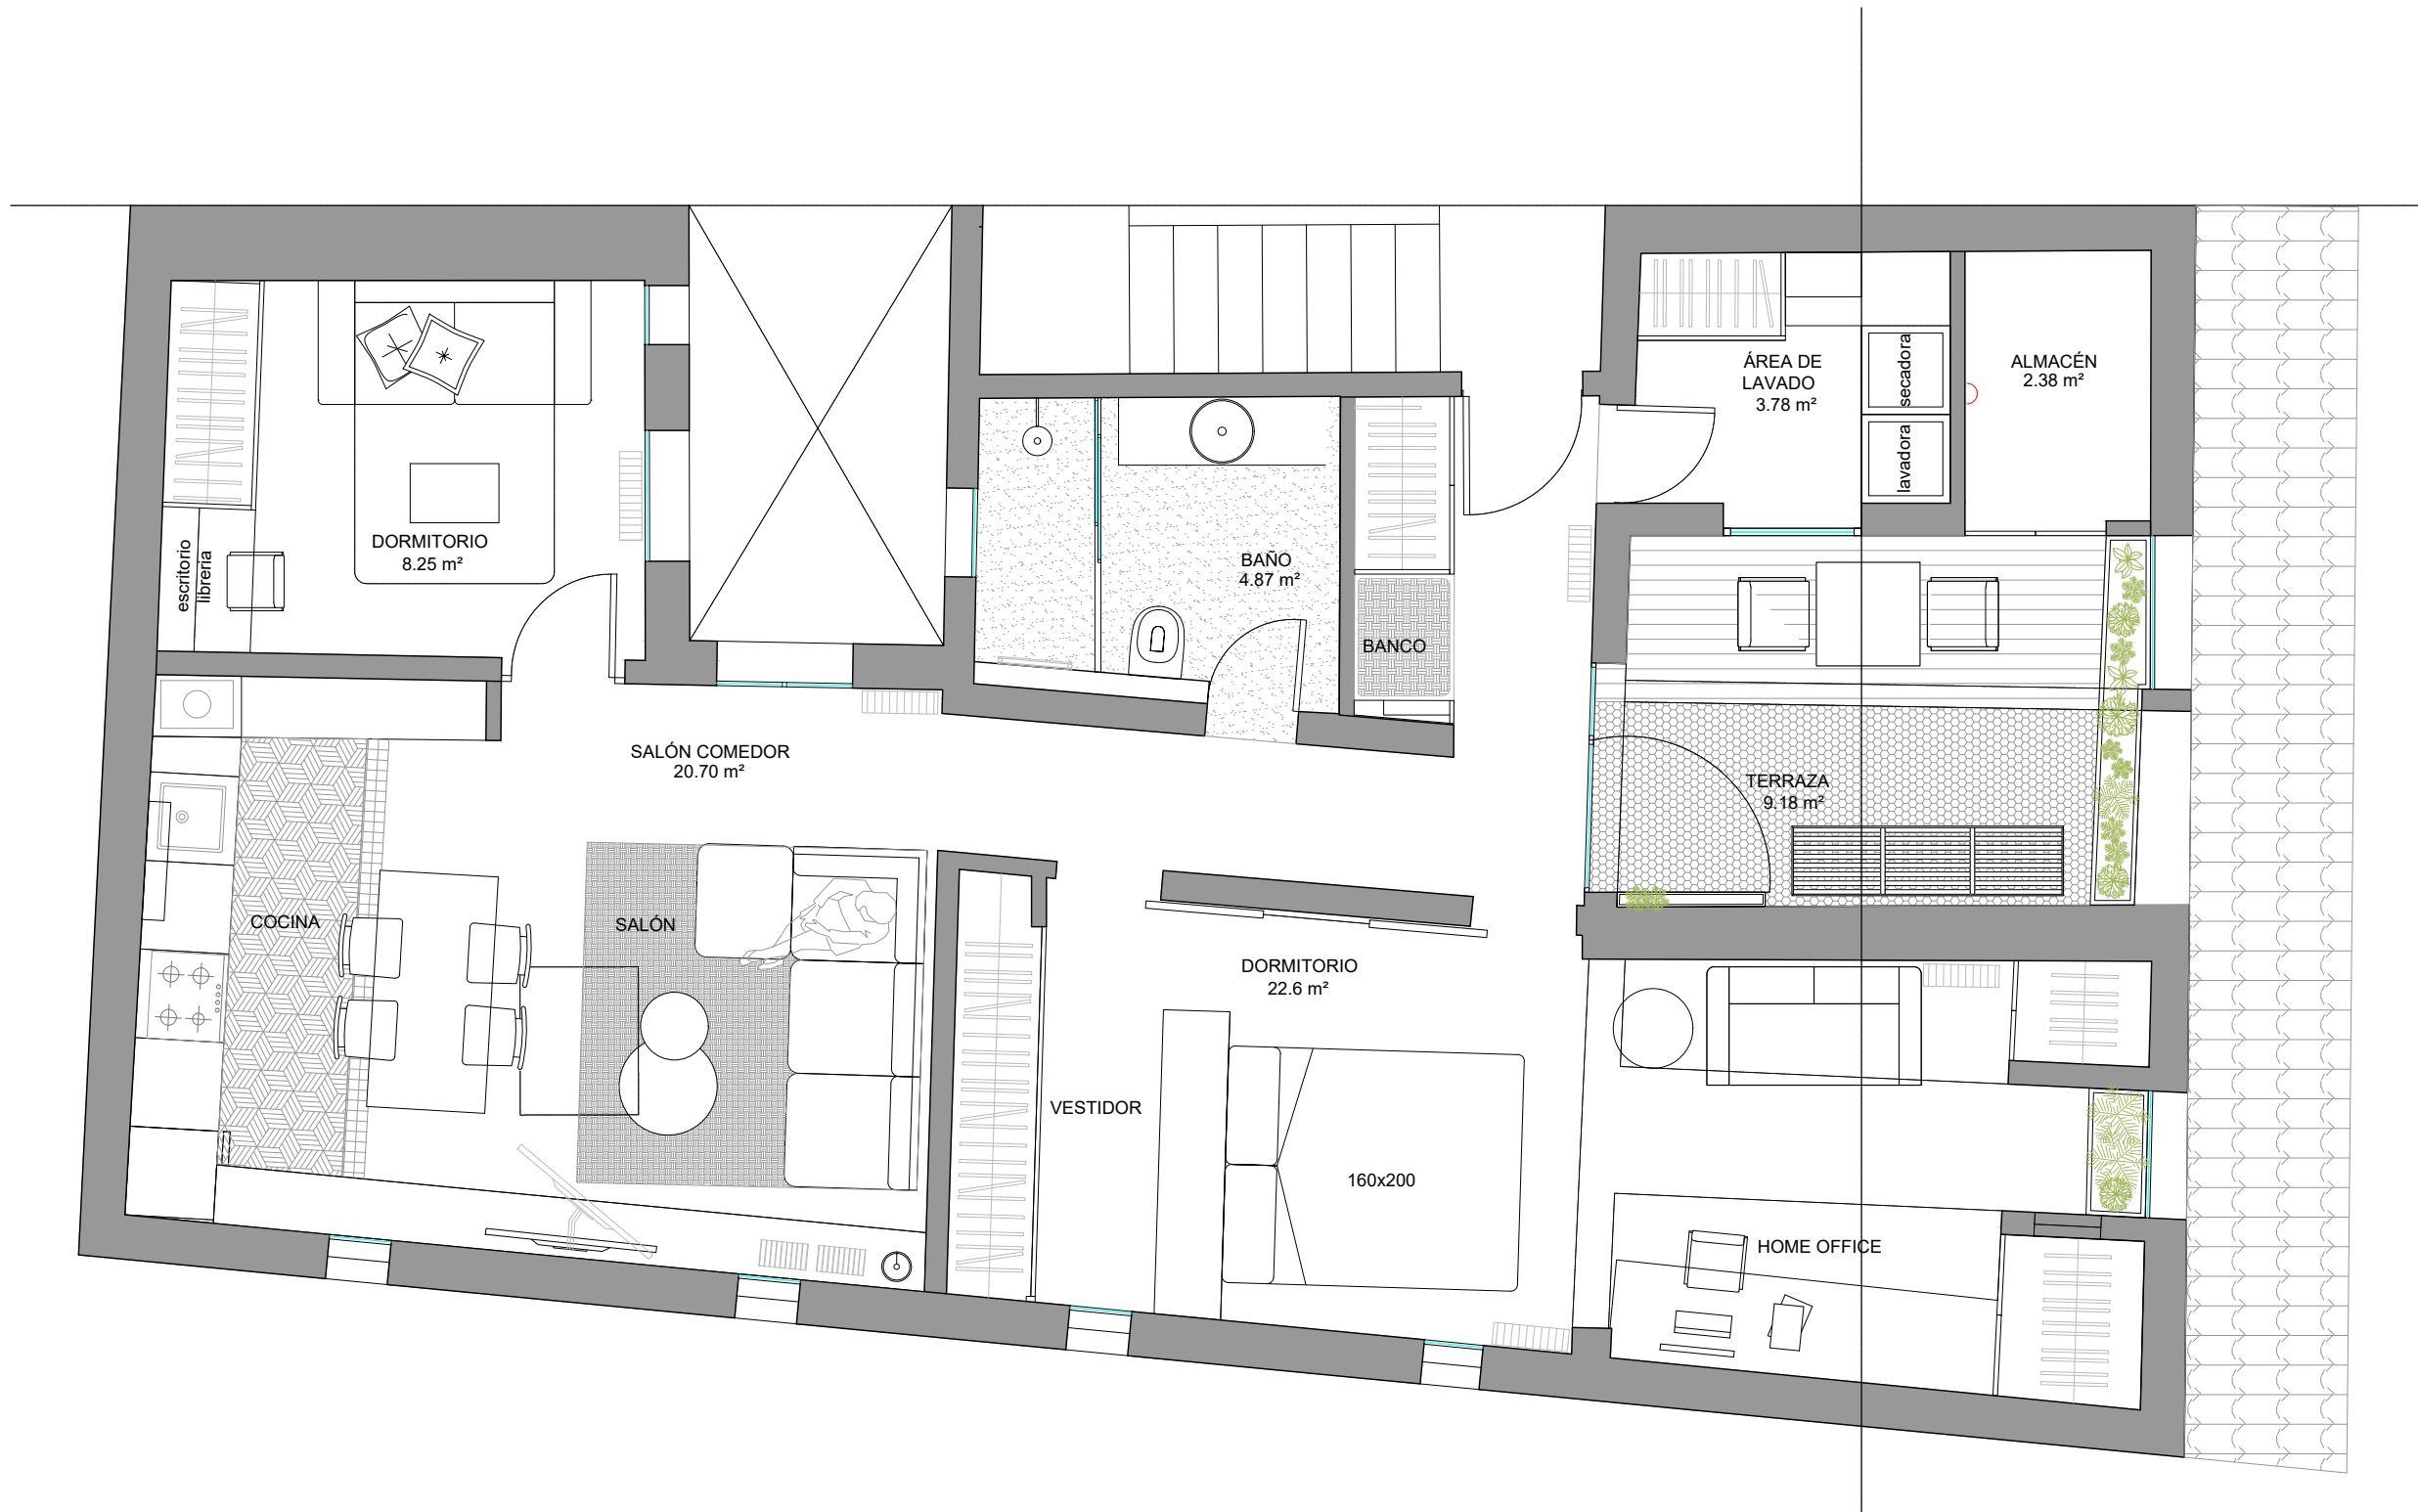 ÁREA DE
LAVADO
3.78 m²
secadora
lavadora
ALMACÉN
2.38 m²
DORMITORIO
8.25 m²
escritorio
librería
BAÑO
4.87 m²
BANCO
SALÓN COMEDOR
20.70 m²
TERRAZA
9.18 m²
COCINA
SALÓN
DORMITORIO
22.6 m²
VESTIDOR
160x200
HOME OFFICE